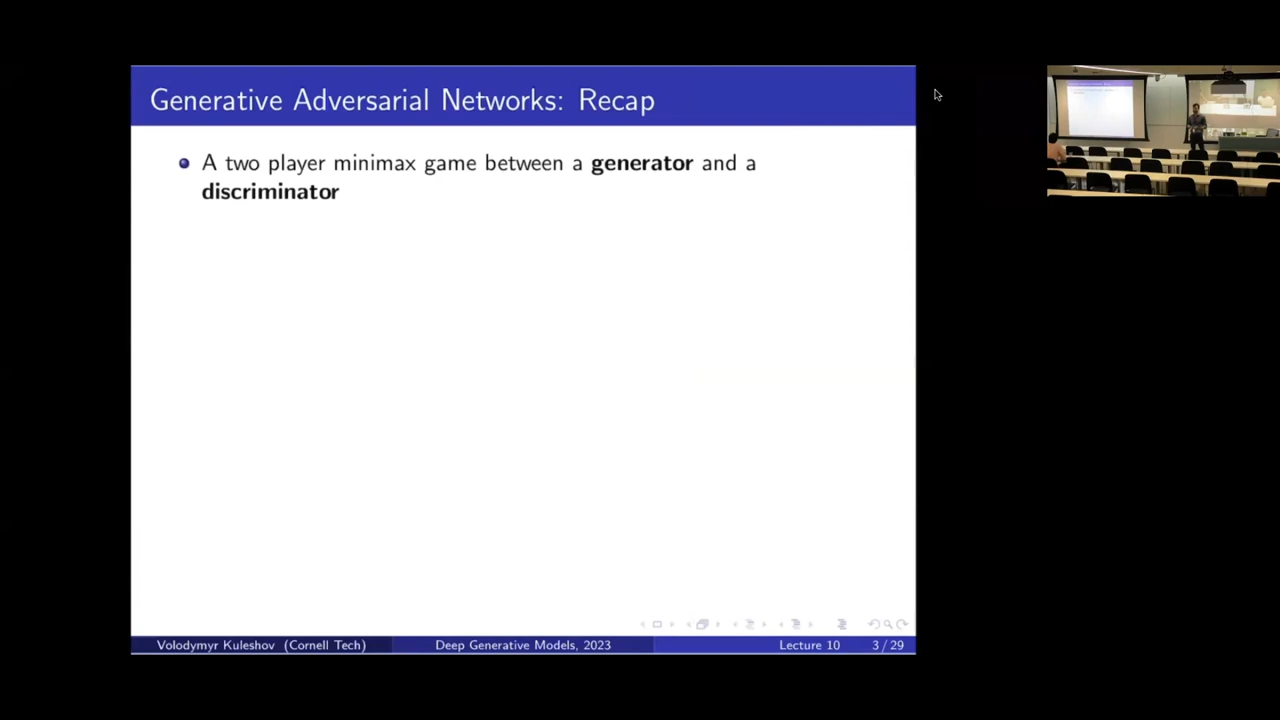 Generative Adversarial Networks: Recap
A two player minimax game between a generator and a
discriminator
Volodymyr Kuleshov (Cornell Tech)
Deep Generative Models, 2023
Lecture 10
3 / 29